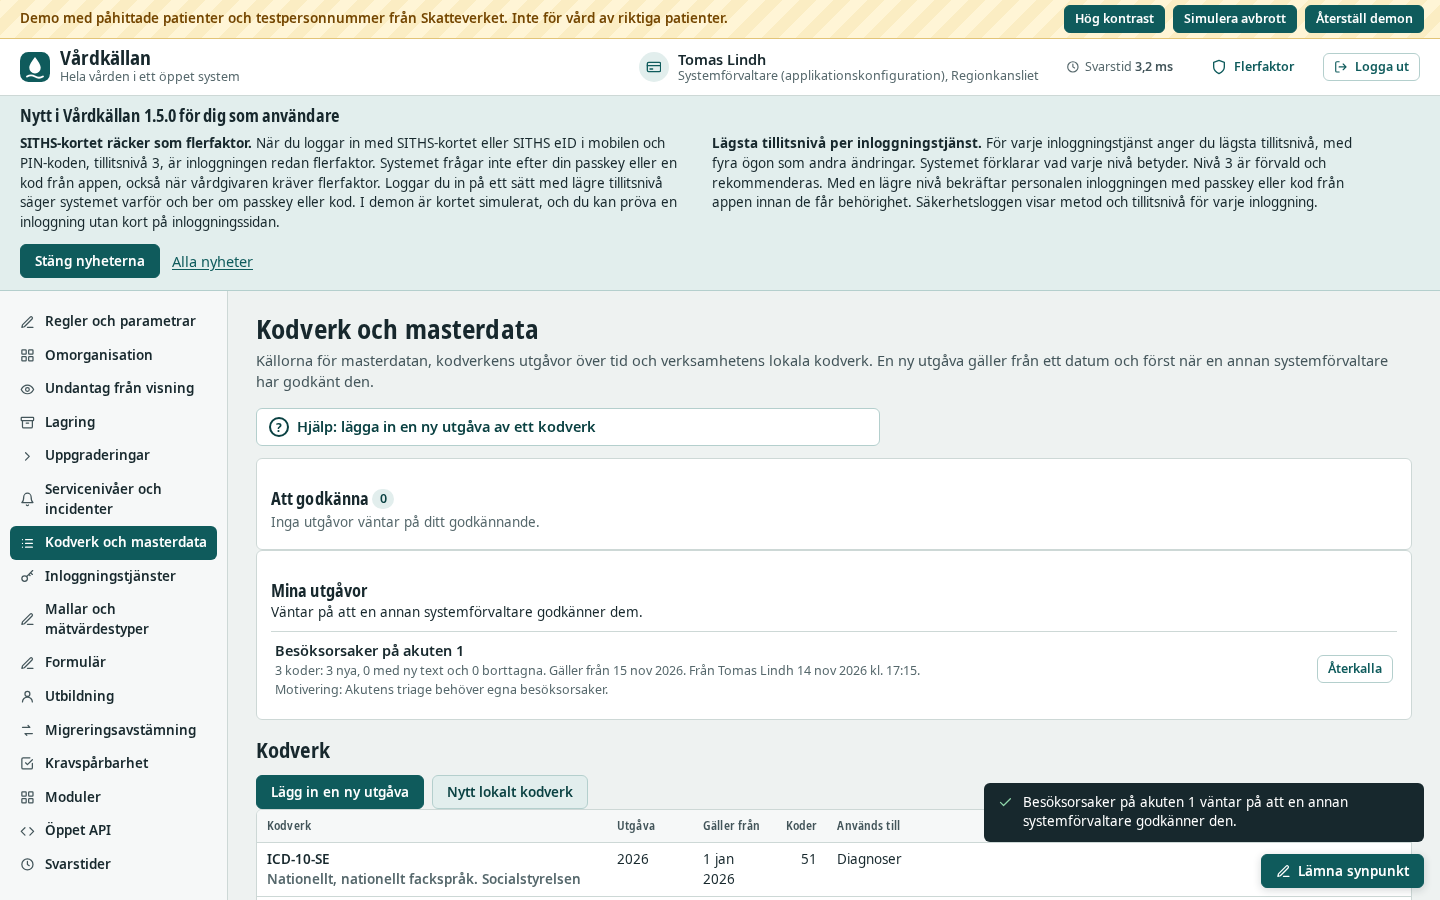 Demo med påhittade patienter och testpersonnummer från Skatteverket. Inte för vård av riktiga patienter.
Hög kontrast
Simulera avbrott
Återställ demon
Vårdkällan
Hela vården i ett öppet system
Tomas Lindh
Systemförvaltare (applikationskonfiguration), Regionkansliet
Svarstid 3,2 ms
Flerfaktor
Logga ut
Nytt i Vårdkällan 1.5.0 för dig som användare
SITHS-kortet räcker som flerfaktor. När du loggar in med SITHS-kortet eller SITHS eID i mobilen och
PIN-koden, tillitsnivå 3, är inloggningen redan flerfaktor. Systemet frågar inte efter din passkey eller en
kod från appen, också när vårdgivaren kräver flerfaktor. Loggar du in på ett sätt med lägre tillitsnivå
säger systemet varför och ber om passkey eller kod. I demon är kortet simulerat, och du kan pröva en
inloggning utan kort på inloggningssidan.
Lägsta tillitsnivå per inloggningstjänst. För varje inloggningstjänst anger du lägsta tillitsnivå, med
fyra ögon som andra ändringar. Systemet förklarar vad varje nivå betyder. Nivå 3 är förvald och
rekommenderas. Med en lägre nivå bekräftar personalen inloggningen med passkey eller kod från
appen innan de får behörighet. Säkerhetsloggen visar metod och tillitsnivå för varje inloggning.
Stäng nyheterna
Alla nyheter
Regler och parametrar
Omorganisation
Undantag från visning
Lagring
Uppgraderingar
Servicenivåer och
incidenter
Kodverk och masterdata
Inloggningstjänster
Mallar och
mätvärdestyper
Formulär
Utbildning
Migreringsavstämning
Kravspårbarhet
Moduler
Öppet API
Svarstider
Kodverk och masterdata
Källorna för masterdatan, kodverkens utgåvor över tid och verksamhetens lokala kodverk. En ny utgåva gäller från ett datum och först när en annan systemförvaltare
har godkänt den.
? Hjälp: lägga in en ny utgåva av ett kodverk
Att godkänna 0
Inga utgåvor väntar på ditt godkännande.
Mina utgåvor
Väntar på att en annan systemförvaltare godkänner dem.
Besöksorsaker på akuten 1
3 koder: 3 nya, 0 med ny text och 0 borttagna. Gäller från 15 nov 2026. Från Tomas Lindh 14 nov 2026 kl. 17:15.
Motivering: Akutens triage behöver egna besöksorsaker.
Återkalla
Kodverk
Lägg in en ny utgåva
Nytt lokalt kodverk
Kodverk Utgåva Gäller från Koder Används till
ICD-10-SE 2026 1 jan 51 Diagnoser
Nationellt, nationellt fackspråk. Socialstyrelsen 2026
Besöksorsaker på akuten 1 väntar på att en annan
systemförvaltare godkänner den.
Lämna synpunkt